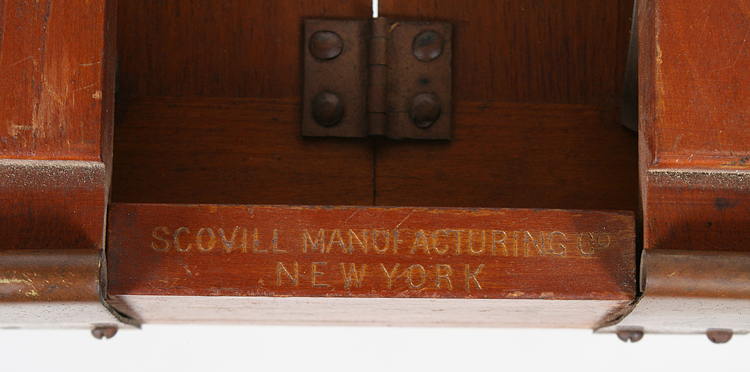 SCOVILL MANUFACTURING CO
NEW YORK